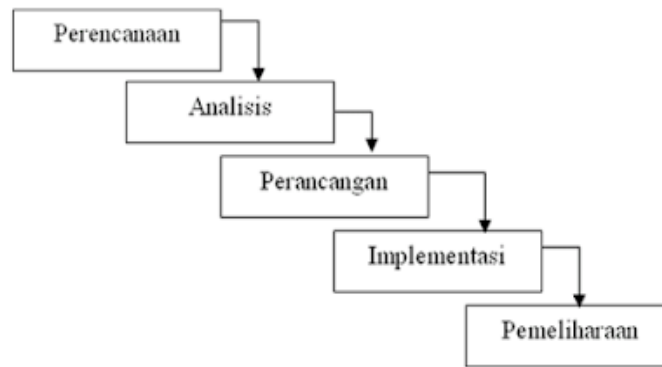 Perencanaan
Analisis
Perancangan
Implementasi
Pemeliharaan